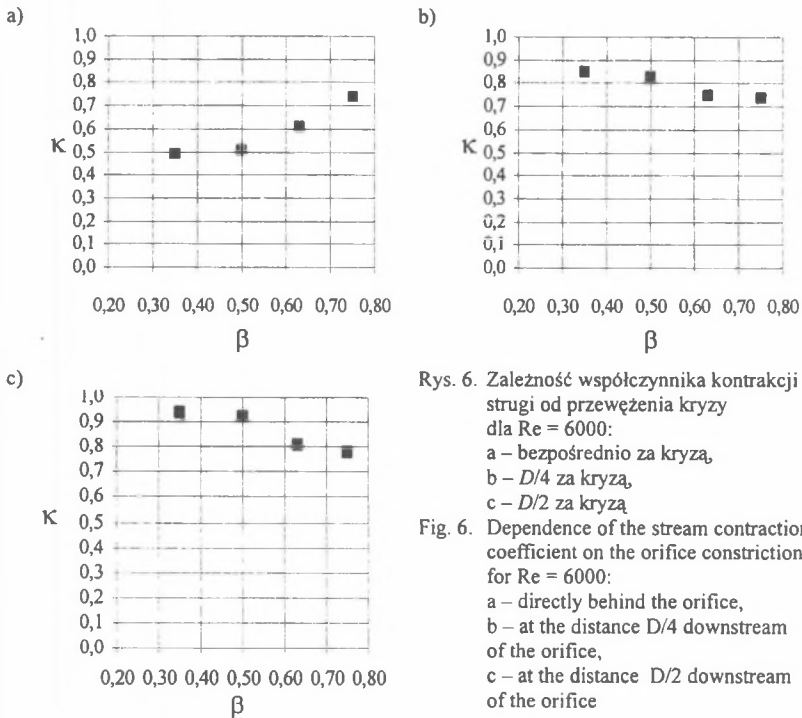 a)
1,0
0,9
0,8
0,7
0,6
κ 0,5
0,4
0,3
0,2
0,1
0,0
0,20 0,30 0,40 0,50 0,60 0,70 0,80
β
b)
1,0
0,9
0,8
0,7
0,6
κ 0,5
0,4
0,3
0,2
0,1
0,0
0,20 0,30 0,40 0,50 0,60 0,70 0,80
β
c)
1,0
0,9
0,8
0,7
0,6
κ 0,5
0,4
0,3
0,2
0,1
0,0
0,20 0,30 0,40 0,50 0,60 0,70 0,80
β
Rys. 6. Zależność współczynnika kontrakcji
strugi od przewężenia kryzy
dla Re = 6000:
a – bezpośrednio za kryzą,
b – D/4 za kryzą,
c – D/2 za kryzą
Fig. 6. Dependence of the stream contraction
coefficient on the orifice constriction
for Re = 6000:
a – directly behind the orifice,
b – at the distance D/4 downstream
of the orifice,
c – at the distance D/2 downstream
of the orifice